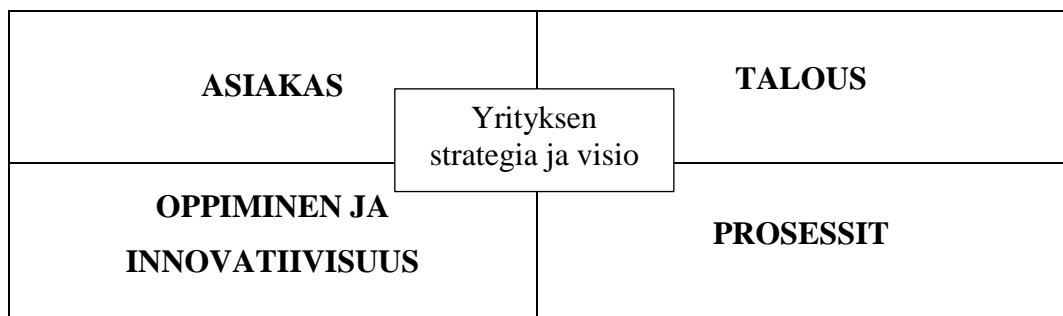 ASIAKAS
TALOUS
Yrityksen
strategia ja visio
OPPIMINEN JA
INNOVATIIVISUUS
PROSESSIT